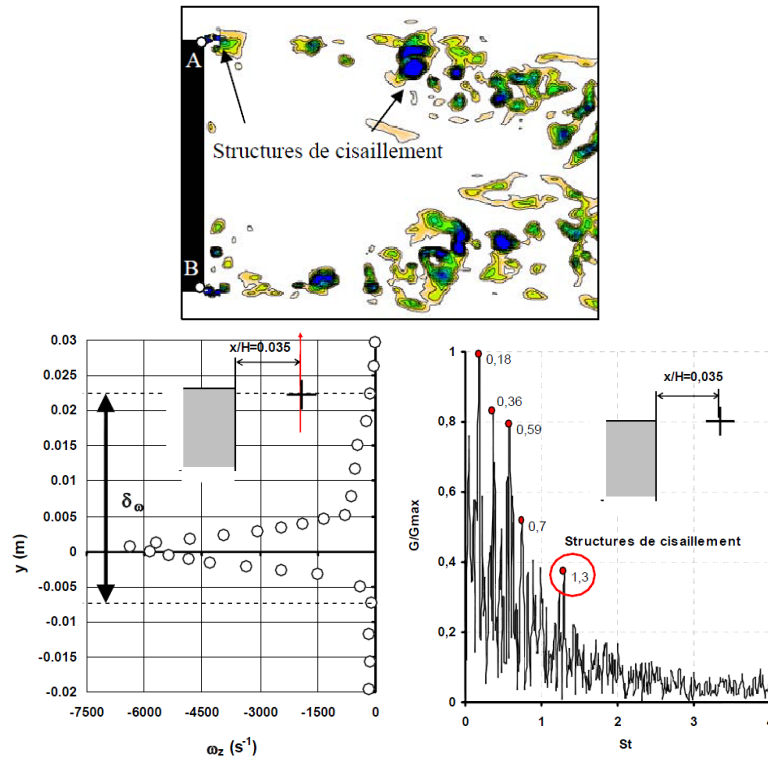 A
Structures de cisaillement
B
x/H=0.035
0.03
0.025
0.02
0.015
0.01
0.005
0
-0.005
-0.01
-0.015
-0.02
y (m)
δω
-7500 -6000 -4500 -3000 -1500 0
ωz (s-1)
x/H=0,035
1
0,8
0,6
0,4
0,2
0
G/Gmax
0,18
0,36
0,59
0,7
Structures de cisaillement
1,3
0 1 2 3 4
St